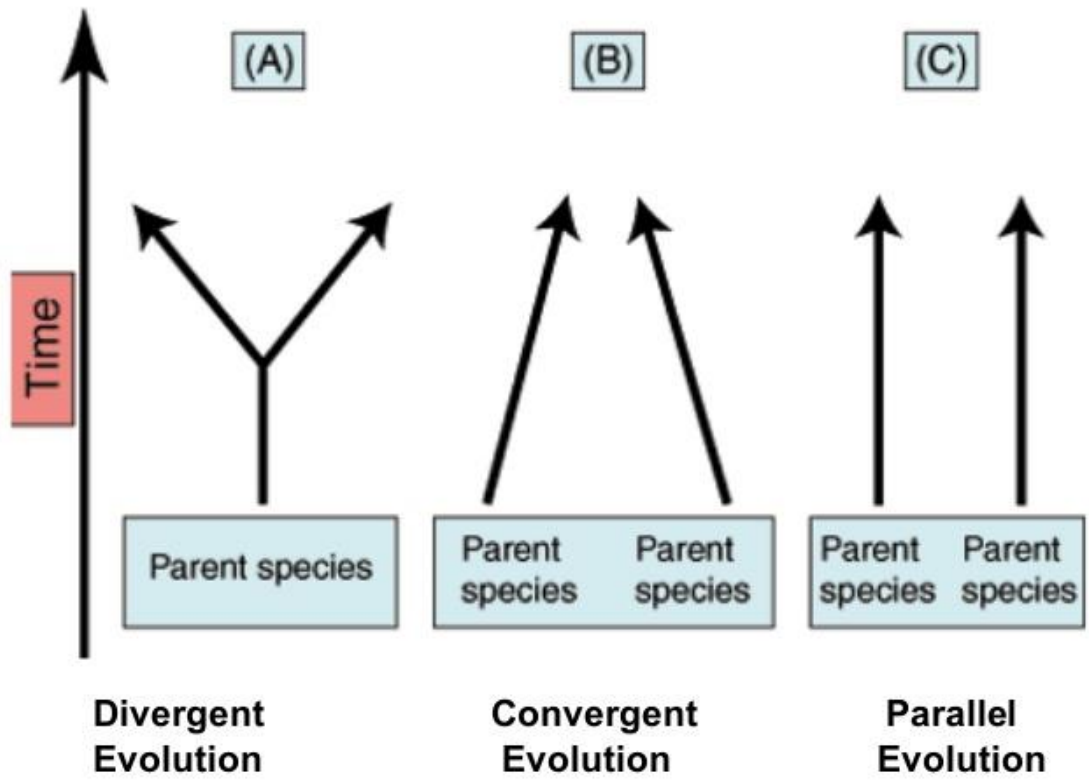 (A)
(B)
(C)
Time
Parent species
Parent
species
Parent
species
Parent
species
Parent
species
Divergent
Evolution
Convergent
Evolution
Parallel
Evolution